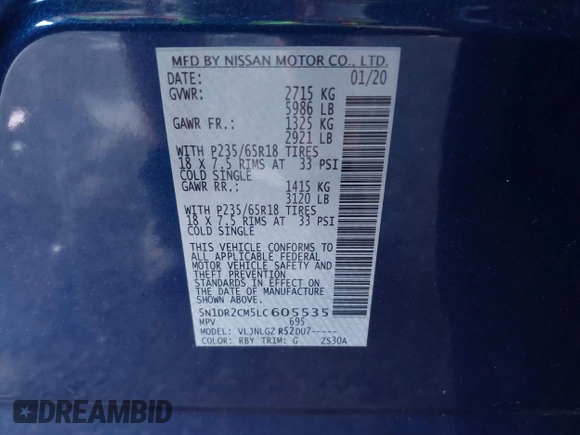 MFD BY NISSAN MOTOR CO., LTD.
DATE: 01/20
GVWR: 2715 KG
5986 LB
GAWR FR.: 1325 KG
2921 LB
WITH P235/65R18 TIRES
18 X 7.5 RIMS AT 33 PSI
COLD SINGLE
GAWR RR.: 1415 KG
3120 LB
WITH P235/65R18 TIRES
18 X 7.5 RIMS AT 33 PSI
COLD SINGLE
THIS VEHICLE CONFORMS TO
ALL APPLICABLE FEDERAL
MOTOR VEHICLE SAFETY AND
THEFT PREVENTION
STANDARDS IN EFFECT ON
THE DATE OF MANUFACTURE
SHOWN ABOVE.
5N1DR2CM5LC605535
MPV 695
MODEL: VLJNLGZ R52DU7-----
COLOR: RBY TRIM: G ZS30A
DREAMBID